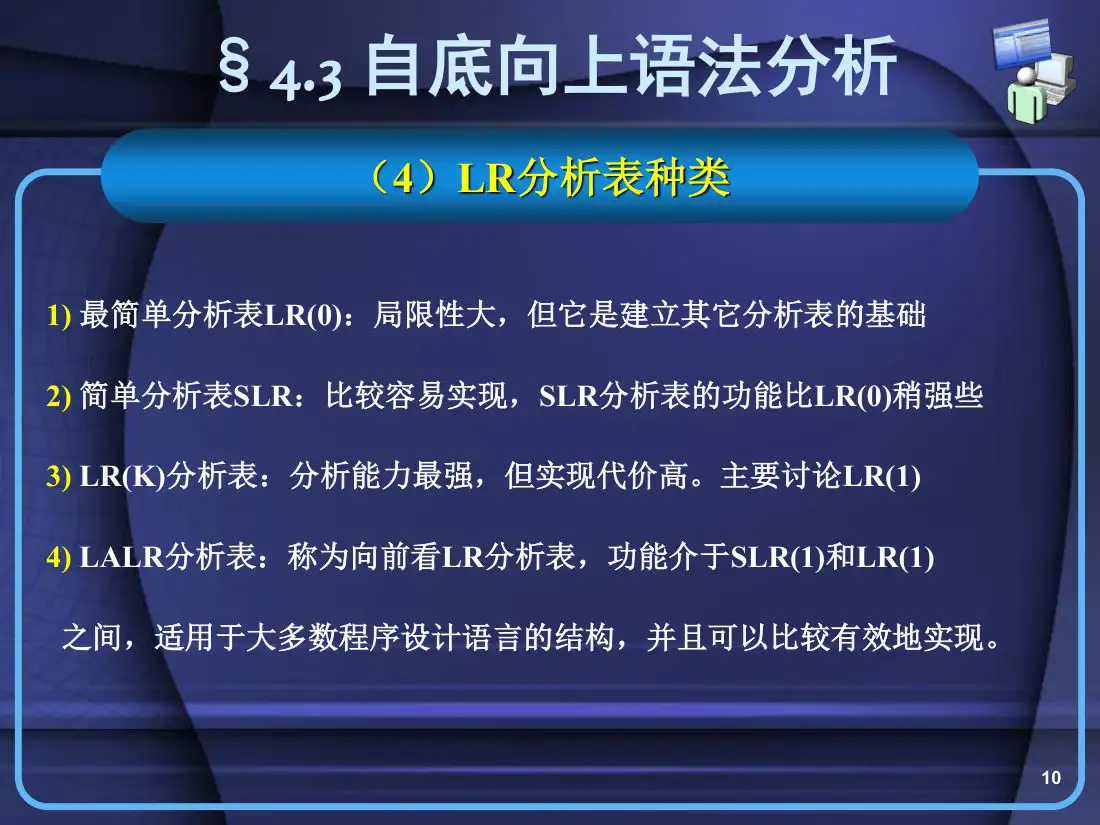 § 4.3 自底向上语法分析
（4）LR分析表种类
1) 最简单分析表LR(0)：局限性大，但它是建立其它分析表的基础
2) 简单分析表SLR：比较容易实现，SLR分析表的功能比LR(0)稍强些
3) LR(K)分析表：分析能力最强，但实现代价高。主要讨论LR(1)
4) LALR分析表：称为向前看LR分析表，功能介于SLR(1)和LR(1)
之间，适用于大多数程序设计语言的结构，并且可以比较有效地实现。
10